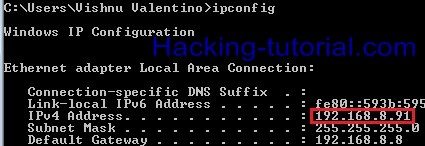 C:\Users\Vishnu Valentino>ipconfig
Windows IP Configuration
Hacking-tutorial.com
Ethernet adapter Local Area Connection:
Connection-specific DNS Suffix . :
Link-local IPv6 Address . . . . . : fe80::593b:595
IPv4 Address. . . . . . . . . . . : 192.168.8.91
Subnet Mask . . . . . . . . . . . : 255.255.255.0
Default Gateway . . . . . . . . . : 192.168.8.8